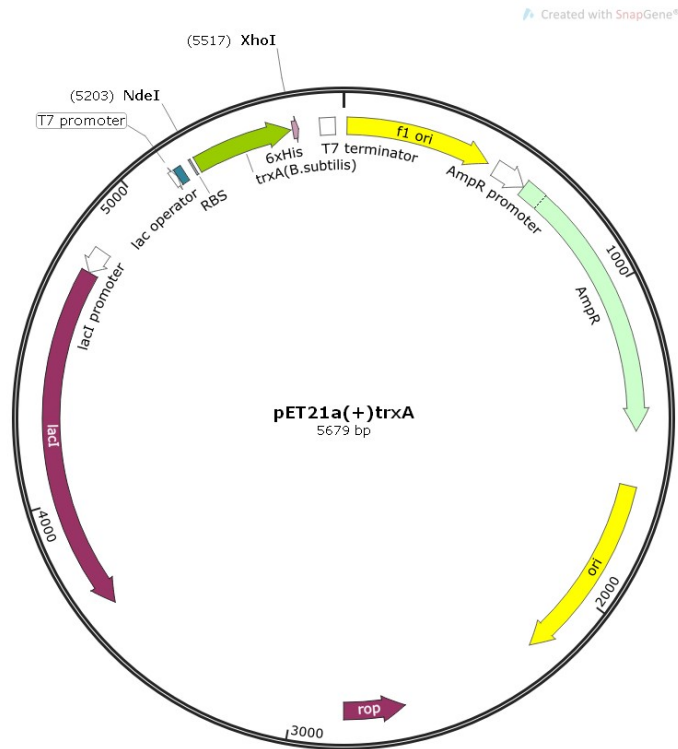 Created with SnapGene®
(5517) XhoI
(5203) NdeI
T7 promoter
f1 ori
6xHis
T7 terminator
trxA(B.subtilis)
AmpR promoter
RBS
lac operator
5000
1000
lacI promoter
AmpR
pET21a(+)trxA
5679 bp
lacI
4000
ori
2000
rop
3000